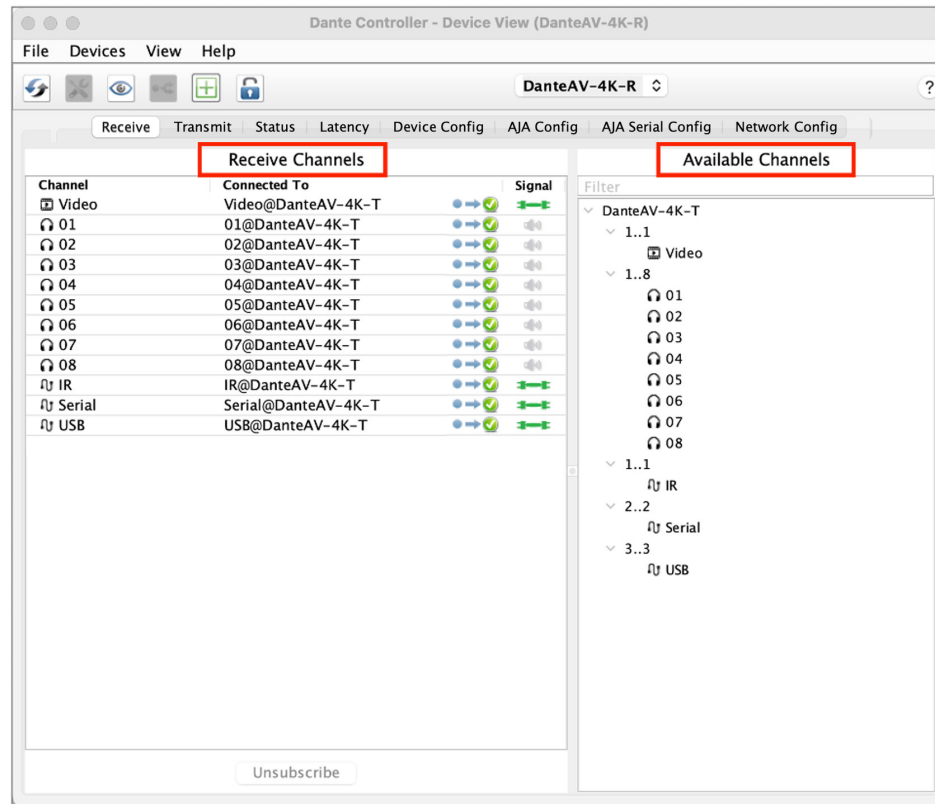 Dante Controller - Device View (DanteAV-4K-R)
File Devices View Help
DanteAV-4K-R
?
Receive Transmit Status Latency Device Config AJA Config AJA Serial Config Network Config
Receive Channels
Channel Connected To Signal
Video Video@DanteAV-4K-T
01 01@DanteAV-4K-T
02 02@DanteAV-4K-T
03 03@DanteAV-4K-T
04 04@DanteAV-4K-T
05 05@DanteAV-4K-T
06 06@DanteAV-4K-T
07 07@DanteAV-4K-T
08 08@DanteAV-4K-T
IR IR@DanteAV-4K-T
Serial Serial@DanteAV-4K-T
USB USB@DanteAV-4K-T
Unsubscribe
Available Channels
Filter
DanteAV-4K-T
1..1
Video
1..8
01
02
03
04
05
06
07
08
1..1
IR
2..2
Serial
3..3
USB